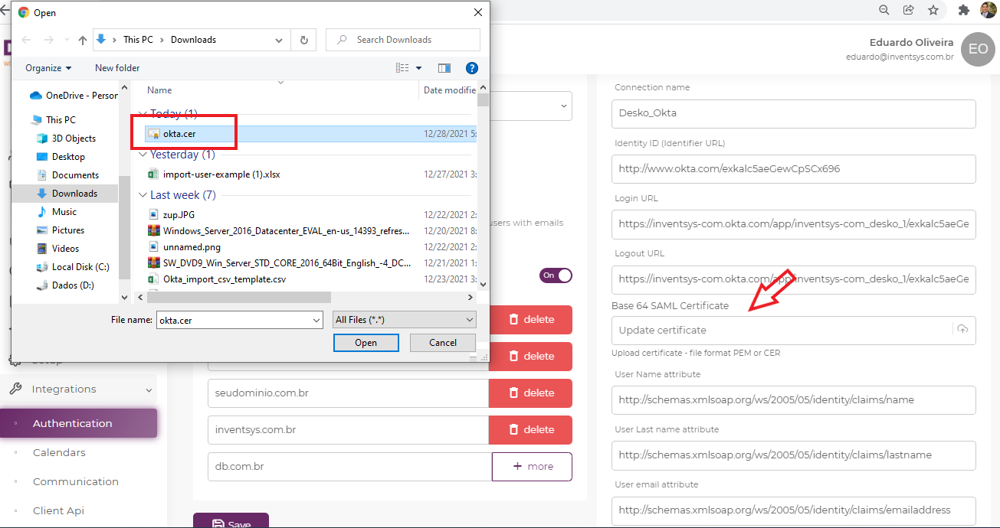 Open
This PC
Downloads
Search Downloads
Organize
New folder
OneDrive - Person
This PC
3D Objects
Desktop
Documents
Downloads
Music
Pictures
Videos
Local Disk (C:)
Dados (D:)
Name
Date modifie
Today (1)
okta.cer
12/28/2021 5:
Yesterday (1)
import-user-example (1).xlsx
12/27/2021 3:
Last week (7)
zup.JPG
12/22/2021 2:
Windows_Server_2016_Datacenter_EVAL_en-us_14393_refres...
12/20/2021 8:
unnamed.png
12/22/2021 2:
SW_DVD9_Win_Server_STD_CORE_2016_64Bit_English_-4_DC...
12/21/2021 1:
Okta_import_csv_template.csv
12/23/2021 3:
File name:
okta.cer
All Files (*.*)
Open
Cancel
Eduardo Oliveira
eduardo@inventsys.com.br
EO
Integrations
Authentication
Calendars
Communication
Client Api
users with emails
On
delete
delete
seudominio.com.br
delete
inventsys.com.br
delete
db.com.br
+ more
Save
Connection name
Desko_Okta
Identity ID (Identifier URL)
http://www.okta.com/exkalc5aeGewCpSCx696
Login URL
https://inventsys-com.okta.com/app/inventsys-com_desko_1/exkalc5aeGe
Logout URL
https://inventsys-com.okta.com/app/inventsys-com_desko_1/exkalc5aeGe
Base 64 SAML Certificate
Update certificate
Upload certificate - file format PEM or CER
User Name attribute
http://schemas.xmlsoap.org/ws/2005/05/identity/claims/name
User Last name attribute
http://schemas.xmlsoap.org/ws/2005/05/identity/claims/lastname
User email attribute
http://schemas.xmlsoap.org/ws/2005/05/identity/claims/emailaddress